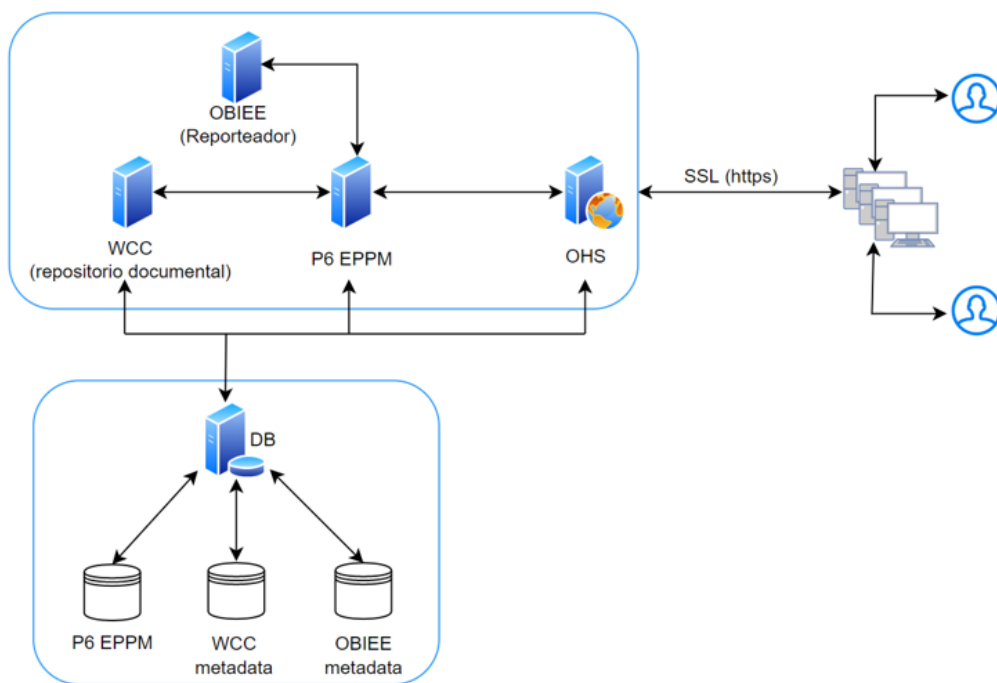 OBIEE
(Reporteador)
SSL (https)
WCC
(repositorio documental)
P6 EPPM
OHS
DB
P6 EPPM
WCC
metadata
OBIEE
metadata